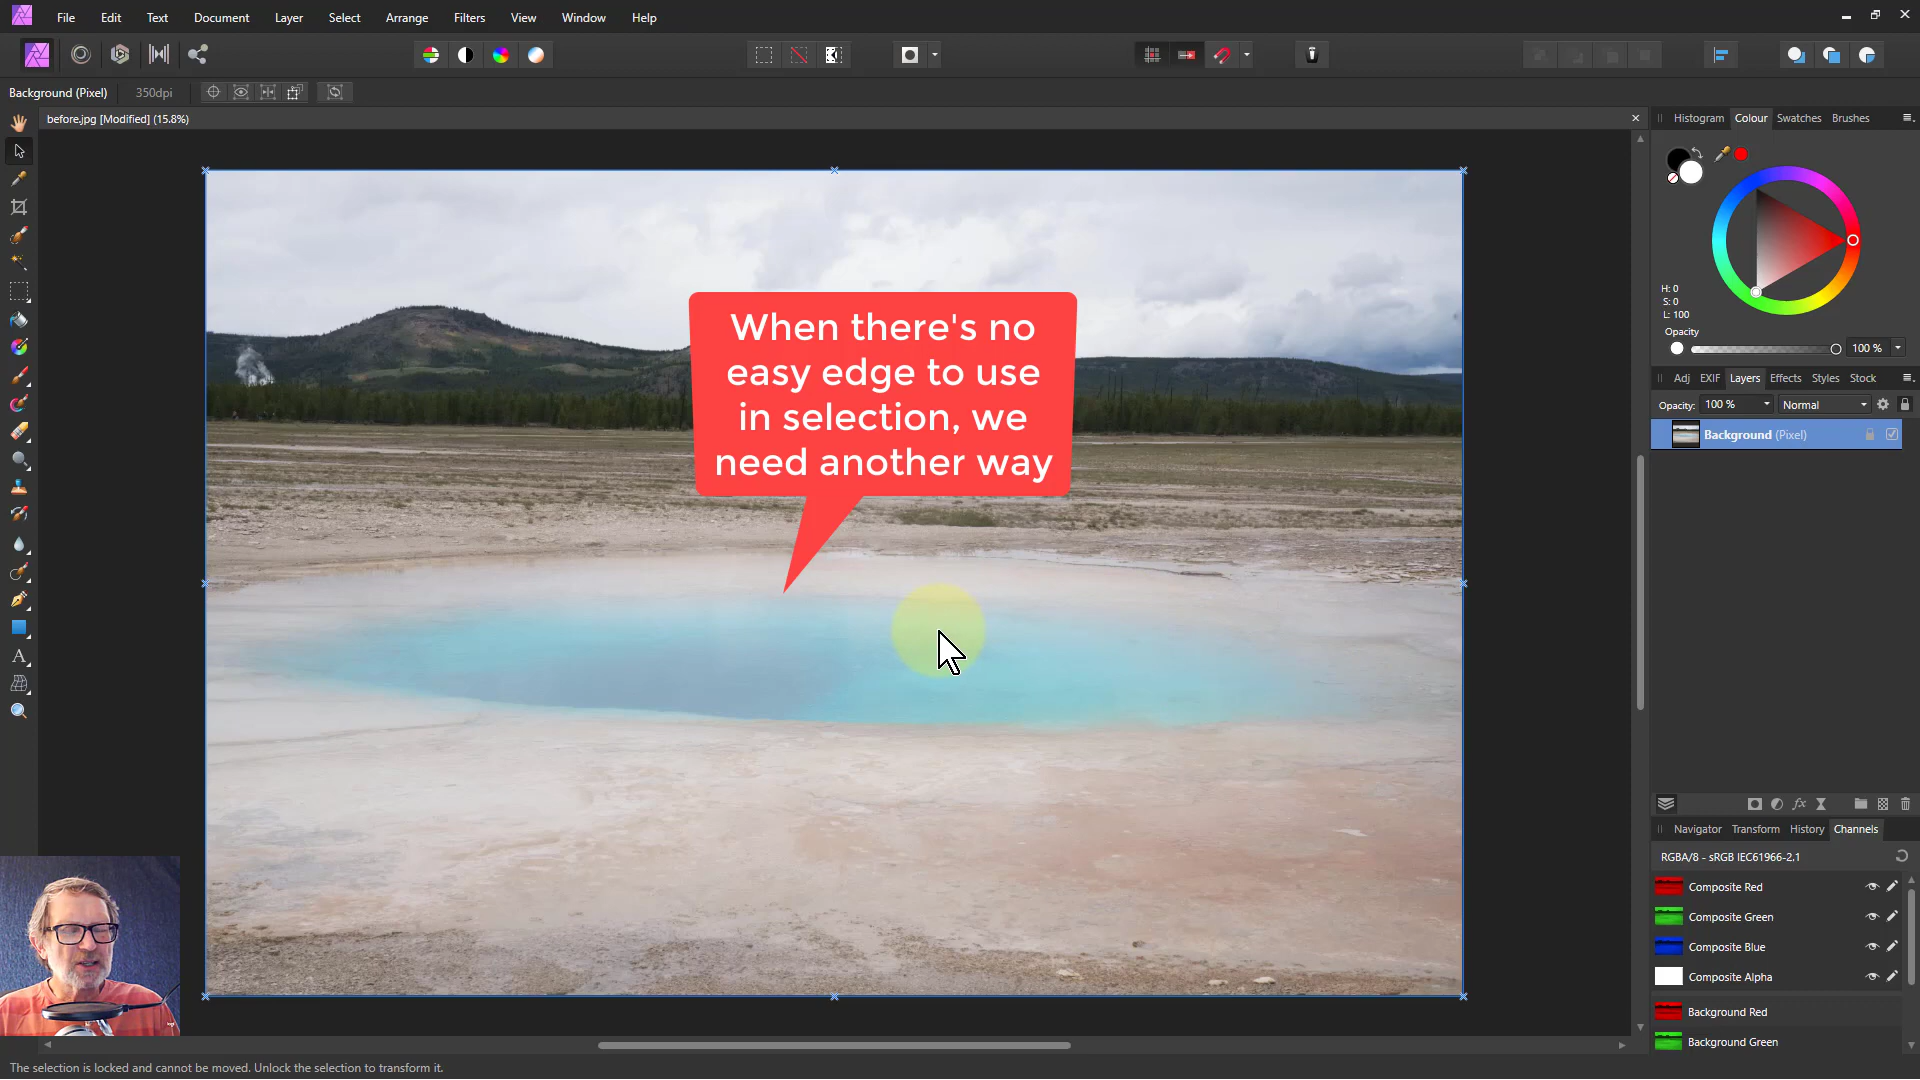 File Edit Text Document Layer Select Arrange Filters View Window Help
Background (Pixel) 350dpi
before.jpg [Modified] (15.8%)
Histogram Colour Swatches Brushes
H: 0
S: 0
L: 100
Opacity
100 %
Adj EXIF Layers Effects Styles Stock
Opacity: 100 % Normal
Background (Pixel)
When there's no
easy edge to use
in selection, we
need another way
Navigator Transform History Channels
RGBA/8 - sRGB IEC61966-2.1
Composite Red
Composite Green
Composite Blue
Composite Alpha
Background Red
Background Green
The selection is locked and cannot be moved. Unlock the selection to transform it.